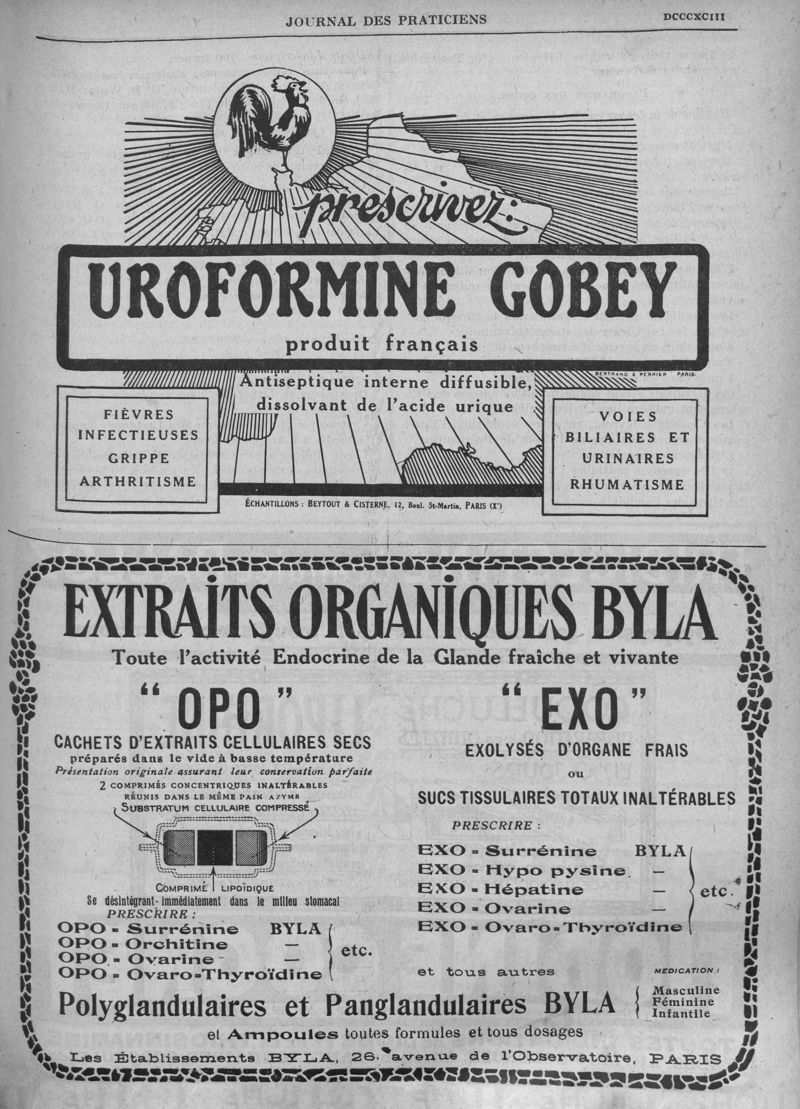 JOURNAL DES PRATICIENS
DCCCXCIII
prescrivez :
UROFORMINE GOBEY
produit français
BERTRAND & PERRIER PARIS.
Antiseptique interne diffusible,
dissolvant de l'acide urique
FIÈVRES
INFECTIEUSES
GRIPPE
ARTHRITISME
VOIES
BILIAIRES ET
URINAIRES
RHUMATISME
ÉCHANTILLONS : BEYTOUT & CISTERNE, 12, Boul. St-Martin, PARIS (X°)
EXTRAITS ORGANIQUES BYLA
Toute l'activité Endocrine de la Glande fraîche et vivante
“ OPO ”
CACHETS D'EXTRAITS CELLULAIRES SECS
préparés dans le vide à basse température
Présentation originale assurant leur conservation parfaite
2 COMPRIMÉS CONCENTRIQUES INALTÉRABLES
RÉUNIS DANS LE MÊME PAIN AZYME
SUBSTRATUM CELLULAIRE COMPRESSÉ
COMPRIMÉ LIPOÏDIQUE
Se désintégrant immédiatement dans le milieu stomacal
PRESCRIRE :
OPO - Surrénine BYLA
OPO - Orchitine —
OPO - Ovarine —
OPO - Ovaro-Thyroïdine
etc.
“ EXO ”
EXOLYSÉS D'ORGANE FRAIS
ou
SUCS TISSULAIRES TOTAUX INALTÉRABLES
PRESCRIRE :
EXO - Surrénine BYLA
EXO - Hypo pysine. —
EXO - Hépatine —
EXO - Ovarine —
EXO - Ovaro-Thyroïdine
etc.
et tous autres
MEDICATION :
Polyglandulaires et Panglandulaires BYLA
Masculine
Féminine
Infantile
et Ampoules toutes formules et tous dosages
Les Établissements BYLA, 26, avenue de l'Observatoire, PARIS